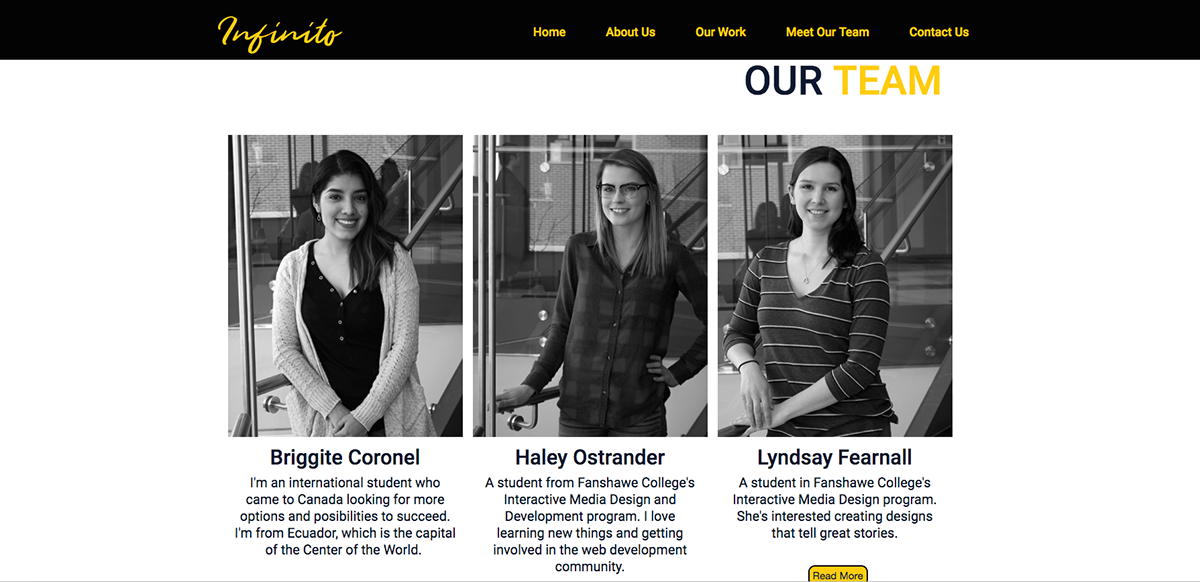 Infinito
Home About Us Our Work Meet Our Team Contact Us
OUR TEAM
Briggite Coronel
I'm an international student who
came to Canada looking for more
options and posibilities to succeed.
I'm from Ecuador, which is the capital
of the Center of the World.
Haley Ostrander
A student from Fanshawe College's
Interactive Media Design and
Development program. I love
learning new things and getting
involved in the web development
community.
Lyndsay Fearnall
A student in Fanshawe College's
Interactive Media Design program.
She's interested creating designs
that tell great stories.
Read More